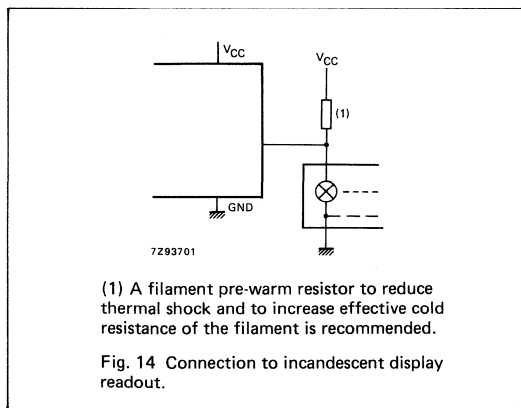 VCC
VCC
(1)
GND
7Z93701
(1) A filament pre-warm resistor to reduce
thermal shock and to increase effective cold
resistance of the filament is recommended.
Fig. 14 Connection to incandescent display
readout.